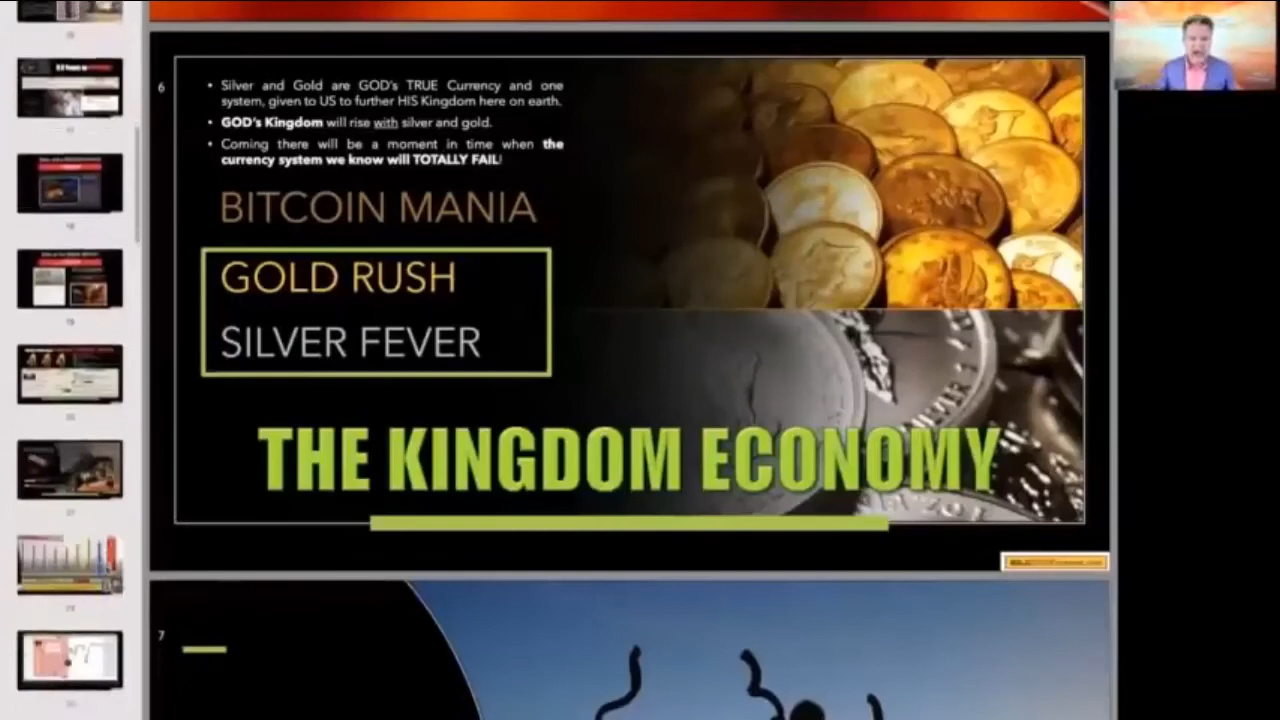 6
• Silver and Gold are GOD's TRUE Currency and one
system, given to US to further HIS Kingdom here on earth.
• GOD's Kingdom will rise with silver and gold.
• Coming there will be a moment in time when the
currency system we know will TOTALLY FAIL!
BITCOIN MANIA
GOLD RUSH
SILVER FEVER
THE KINGDOM ECONOMY
7